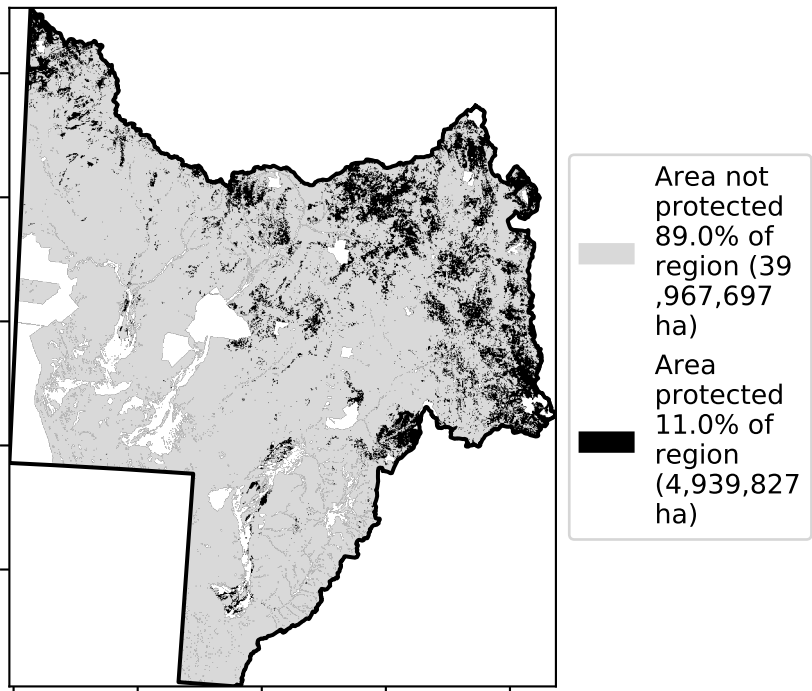 Area not
protected
89.0% of
region (39
,967,697
ha)
Area
protected
11.0% of
region
(4,939,827
ha)